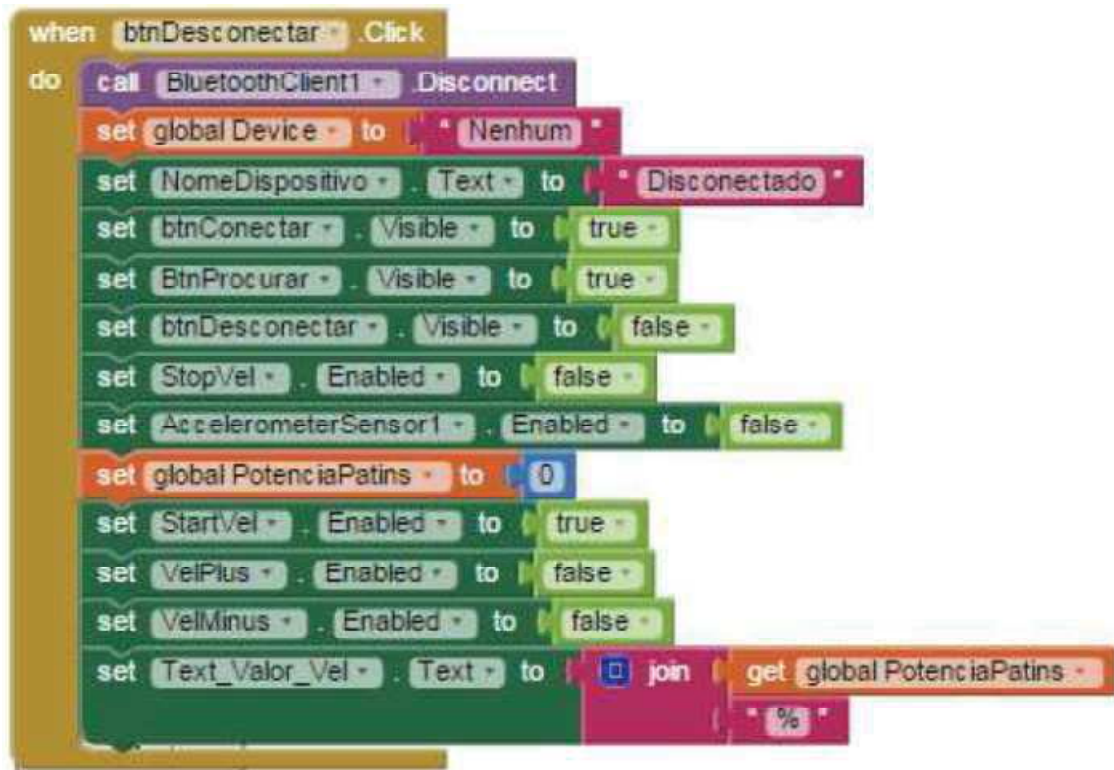 when btnDesconectar .Click
do call BluetoothClient1 .Disconnect
set global Device to " Nenhum "
set NomeDispositivo . Text to " Disconectado "
set btnConectar . Visible to true
set BtnProcurar . Visible to true
set btnDesconectar . Visible to false
set StopVel . Enabled to false
set AccelerometerSensor1 . Enabled to false
set global PotenciaPatins to 0
set StartVel . Enabled to true
set VelPlus . Enabled to false
set VelMinus . Enabled to false
set Text_Valor_Vel . Text to join get global PotenciaPatins
" % "